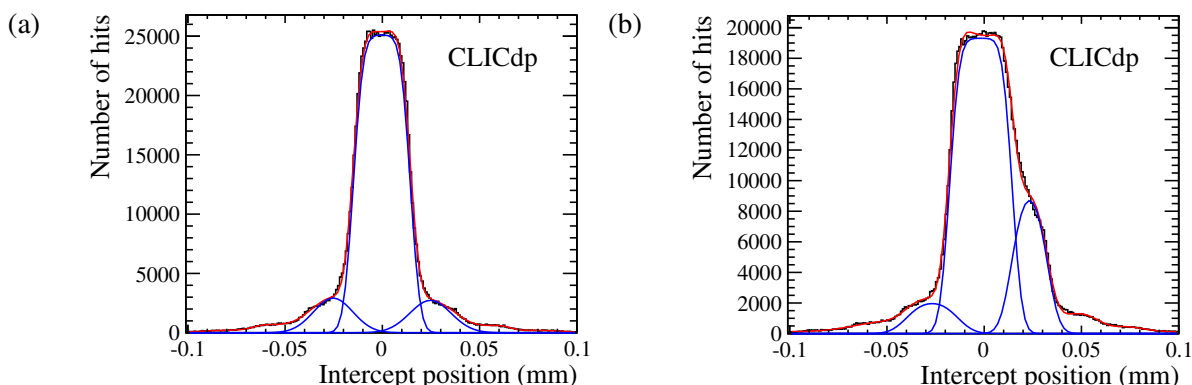 (a)
Number of hits
25000
20000
15000
10000
5000
0
CLICdp
-0.1 -0.05 0 0.05 0.1
Intercept position (mm)
(b)
Number of hits
20000
18000
16000
14000
12000
10000
8000
6000
4000
2000
0
CLICdp
-0.1 -0.05 0 0.05 0.1
Intercept position (mm)